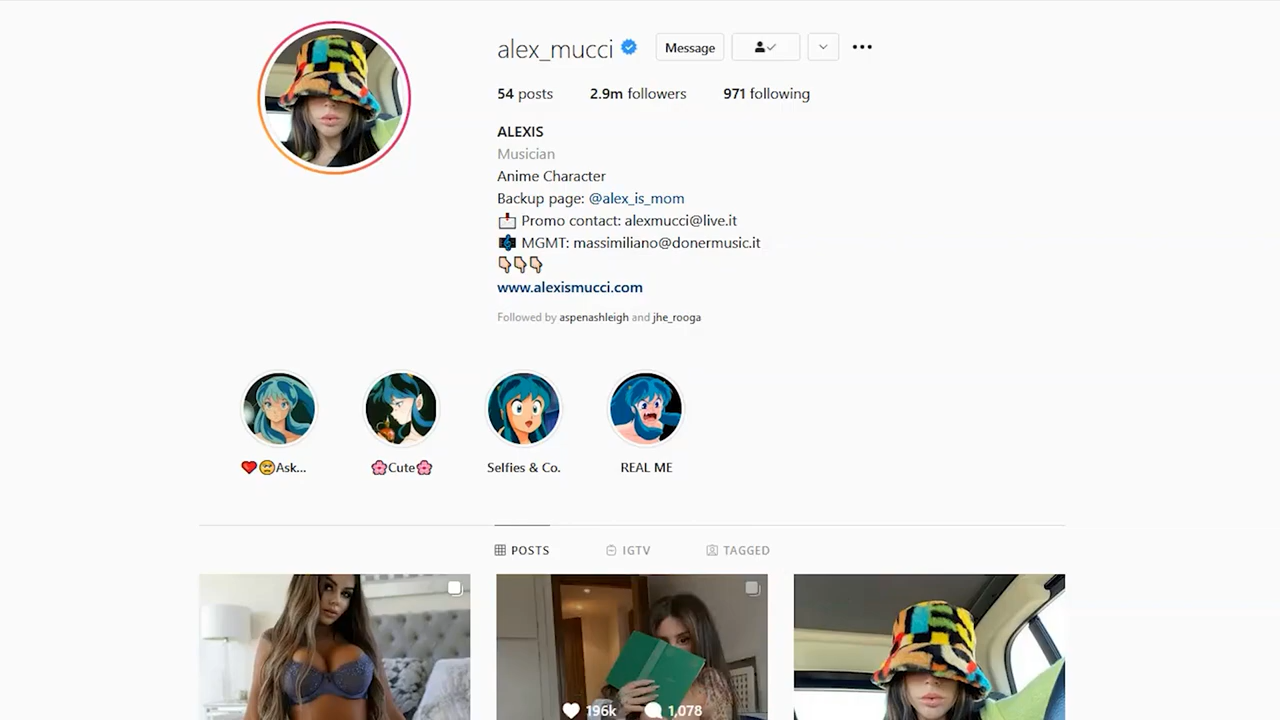 alex_mucci Message
54 posts 2.9m followers 971 following
ALEXIS
Musician
Anime Character
Backup page: @alex_is_mom
Promo contact: alexmucci@live.it
MGMT: massimiliano@donermusic.it
www.alexismucci.com
Followed by aspenashleigh and jhe_rooga
Ask... Cute Selfies & Co. REAL ME
POSTS IGTV TAGGED
196k 1,078